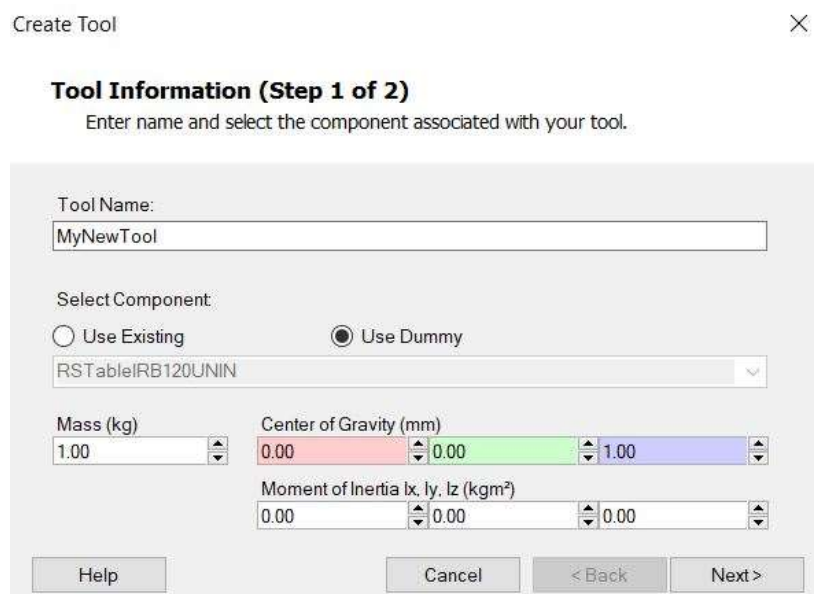 Create Tool
Tool Information (Step 1 of 2)
Enter name and select the component associated with your tool.
Tool Name:
MyNewTool
Select Component:
Use Existing Use Dummy
RSTableIRB120UNIN
Mass (kg) Center of Gravity (mm)
1.00 0.00 0.00 1.00
Moment of Inertia Ix, Iy, Iz (kgm²)
0.00 0.00 0.00
Help Cancel < Back Next >